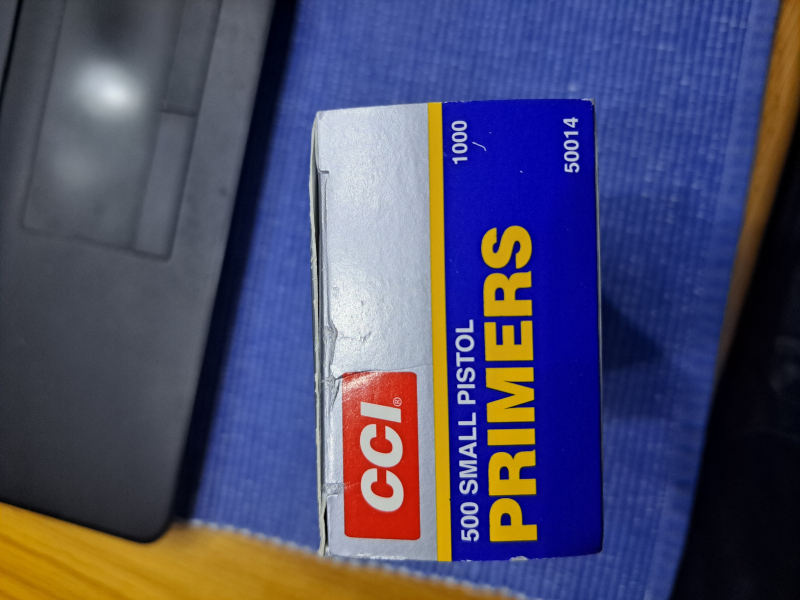 CCI®
500 SMALL PISTOL 1000
PRIMERS 50014